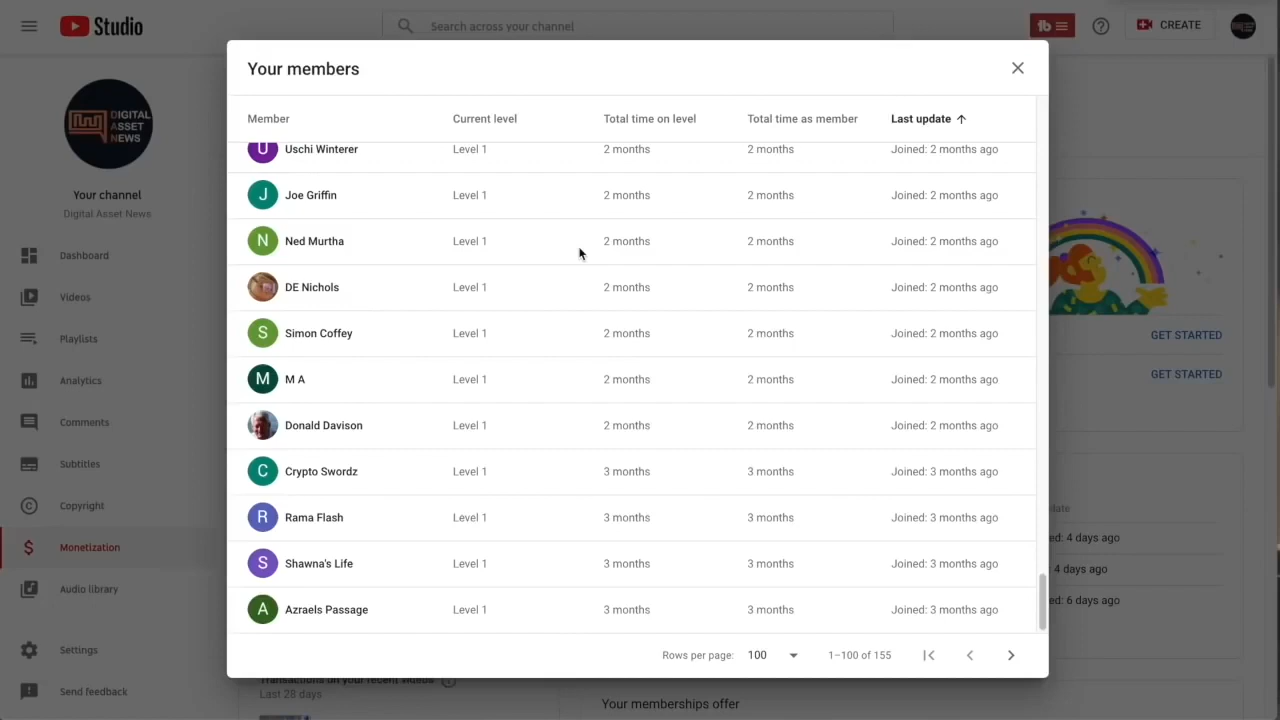 Studio
Search across your channel
CREATE
Your members
Member Current level Total time on level Total time as member Last update
U Uschi Winterer Level 1 2 months 2 months Joined: 2 months ago
J Joe Griffin Level 1 2 months 2 months Joined: 2 months ago
N Ned Murtha Level 1 2 months 2 months Joined: 2 months ago
DE Nichols Level 1 2 months 2 months Joined: 2 months ago
S Simon Coffey Level 1 2 months 2 months Joined: 2 months ago
M M A Level 1 2 months 2 months Joined: 2 months ago
Donald Davison Level 1 2 months 2 months Joined: 2 months ago
C Crypto Swordz Level 1 3 months 3 months Joined: 3 months ago
R Rama Flash Level 1 3 months 3 months Joined: 3 months ago
S Shawna's Life Level 1 3 months 3 months Joined: 3 months ago
A Azraels Passage Level 1 3 months 3 months Joined: 3 months ago
Rows per page: 100 1–100 of 155
DIGITAL
ASSET
NEWS
Your channel
Digital Asset News
Dashboard
Videos
Playlists
Analytics
Comments
Subtitles
Copyright
Monetization
Audio library
Settings
Send feedback
GET STARTED
GET STARTED
ed: 4 days ago
4 days ago
ed: 6 days ago
Transactions on your recent videos
Last 28 days
Your memberships offer